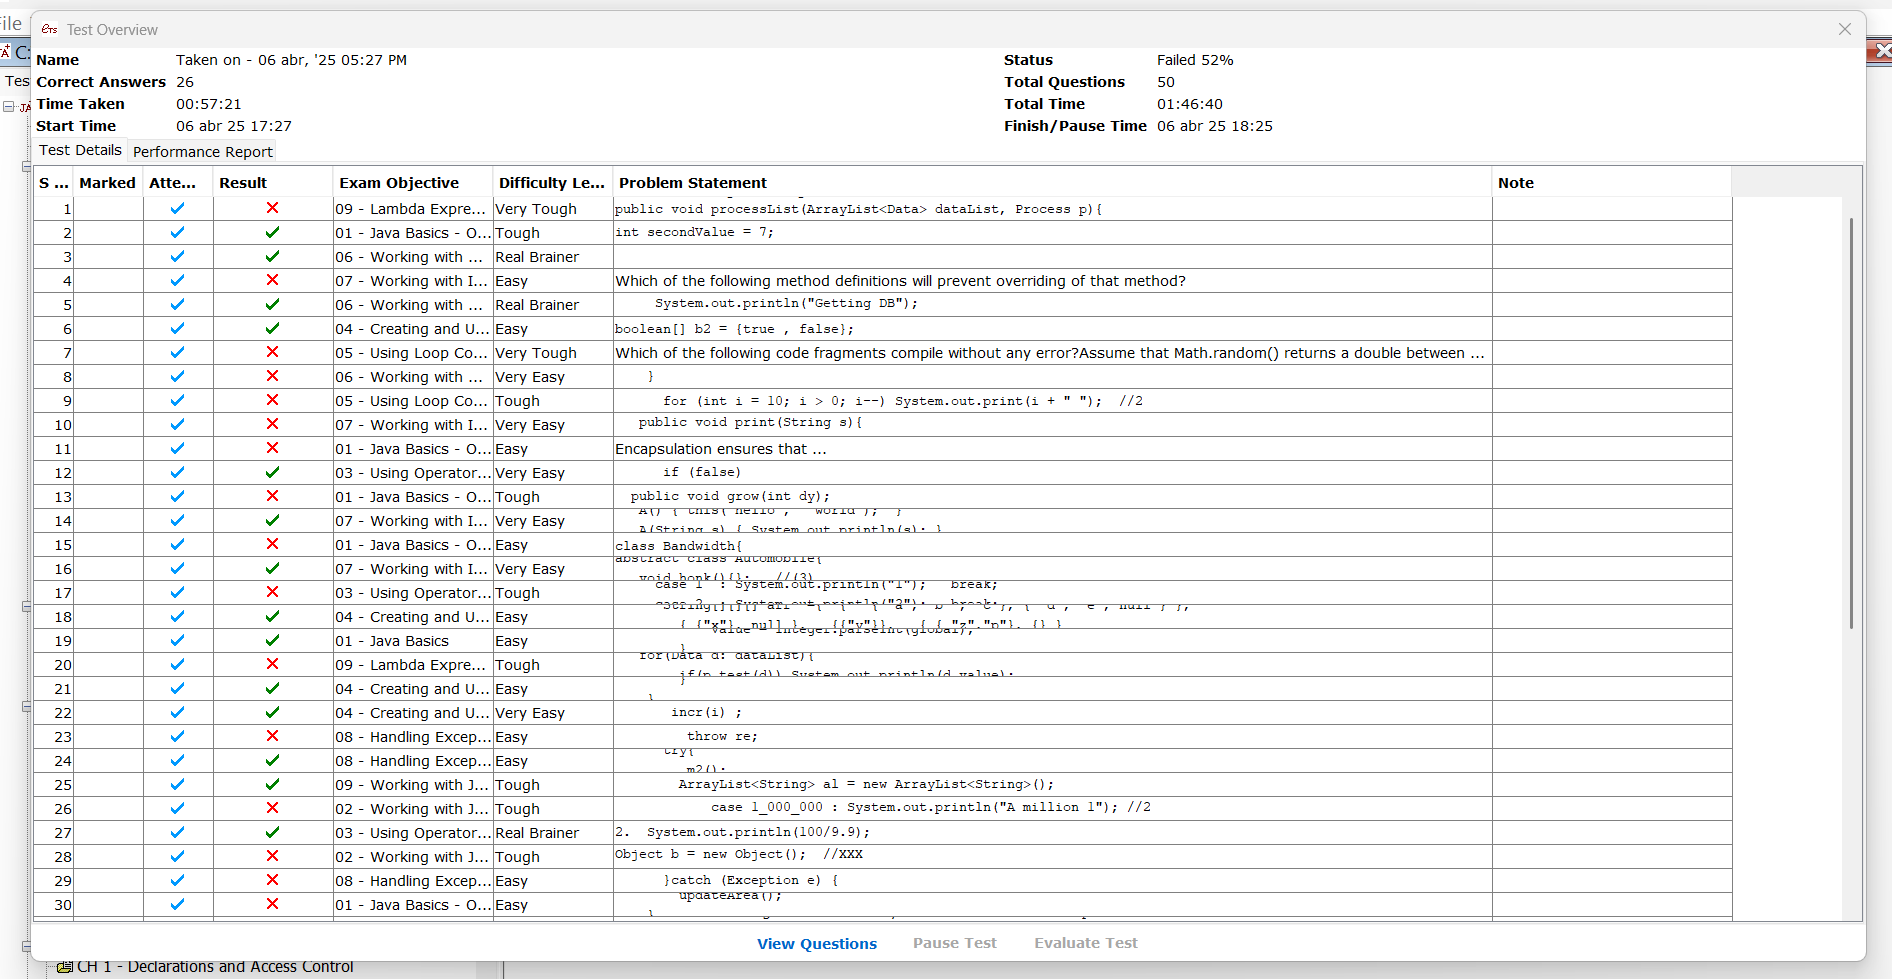 File
eTS Test Overview
C:
Tes
Name Taken on - 06 abr, '25 05:27 PM Status Failed 52%
Correct Answers 26 Total Questions 50
Time Taken 00:57:21 Total Time 01:46:40
Start Time 06 abr 25 17:27 Finish/Pause Time 06 abr 25 18:25
Test Details Performance Report
S ... Marked Atte... Result Exam Objective Difficulty Le... Problem Statement Note
1 09 - Lambda Expre... Very Tough public void processList(ArrayList<Data> dataList, Process p){
2 01 - Java Basics - O... Tough int secondValue = 7;
3 06 - Working with ... Real Brainer
4 07 - Working with I... Easy Which of the following method definitions will prevent overriding of that method?
5 06 - Working with ... Real Brainer System.out.println("Getting DB");
6 04 - Creating and U... Easy boolean[] b2 = {true , false};
7 05 - Using Loop Co... Very Tough Which of the following code fragments compile without any error?Assume that Math.random() returns a double between ...
8 06 - Working with ... Very Easy }
9 05 - Using Loop Co... Tough for (int i = 10; i > 0; i--) System.out.print(i + " "); //2
10 07 - Working with I... Very Easy public void print(String s){
11 01 - Java Basics - O... Easy Encapsulation ensures that ...
12 03 - Using Operator... Very Easy if (false)
13 01 - Java Basics - O... Tough public void grow(int dy);
14 07 - Working with I... Very Easy A() { this("hello", " world"); }
A(String s) { System.out.println(s); }
15 01 - Java Basics - O... Easy class Bandwidth{
16 07 - Working with I... Very Easy abstract class Automobile{
void honk(){}; //(3)
17 03 - Using Operator... Tough case 1 : System.out.println("1"); break;
18 04 - Creating and U... Easy
19 01 - Java Basics Easy value = Integer.parseInt(global);
}
20 09 - Lambda Expre... Tough for(Data d: dataList){
if(p.test(d)) System.out.println(d.value);
21 04 - Creating and U... Easy }
}
22 04 - Creating and U... Very Easy incr(i) ;
23 08 - Handling Excep... Easy throw re;
24 08 - Handling Excep... Easy try{
m2();
25 09 - Working with J... Tough ArrayList<String> al = new ArrayList<String>();
26 02 - Working with J... Tough case 1_000_000 : System.out.println("A million 1"); //2
27 03 - Using Operator... Real Brainer 2. System.out.println(100/9.9);
28 02 - Working with J... Tough Object b = new Object(); //XXX
29 08 - Handling Excep... Easy }catch (Exception e) {
30 01 - Java Basics - O... Easy updateArea();
}
View Questions Pause Test Evaluate Test
CH 1 - Declarations and Access Control